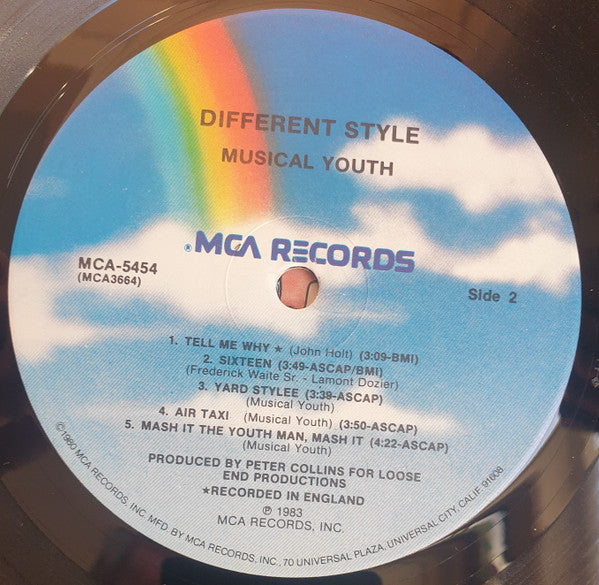 DIFFERENT STYLE
MUSICAL YOUTH
®MCA RECORDS
MCA-5454
(MCA3664)
Side 2
1. TELL ME WHY ★ (John Holt) (3:09-BMI)
2. SIXTEEN (3:49-ASCAP/BMI)
(Frederick Waite Sr. - Lamont Dozier)
3. YARD STYLEE (3:39-ASCAP)
(Musical Youth)
4. AIR TAXI (Musical Youth) (3:50-ASCAP)
5. MASH IT THE YOUTH MAN, MASH IT (4:22-ASCAP)
(Musical Youth)
PRODUCED BY PETER COLLINS FOR LOOSE
END PRODUCTIONS
★RECORDED IN ENGLAND
℗ 1983
MCA RECORDS, INC.
©1980 MCA RECORDS, INC. MFD. BY MCA RECORDS, INC., 70 UNIVERSAL PLAZA, UNIVERSAL CITY, CALIF. 91608